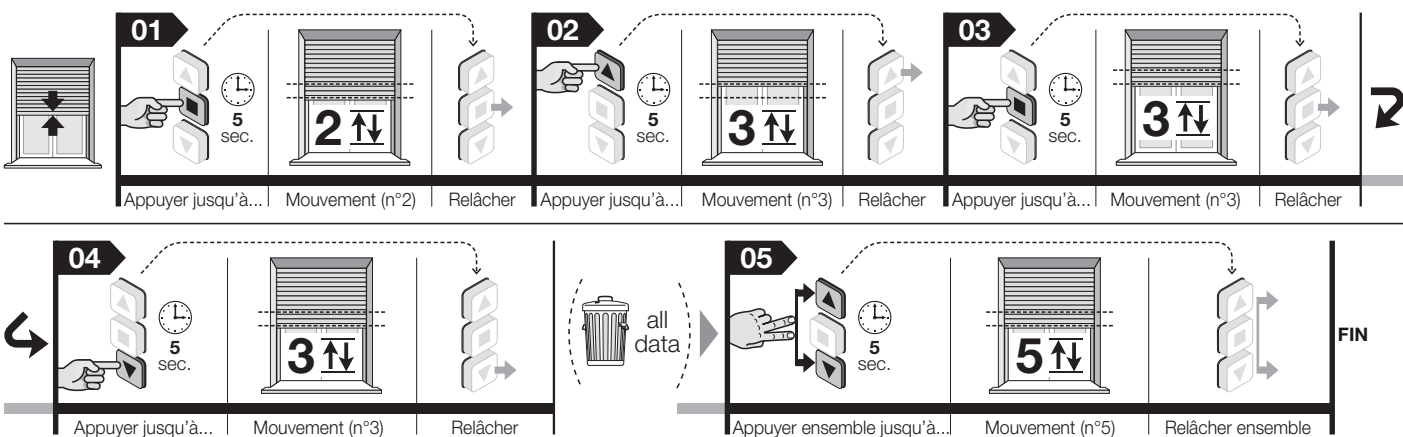 01
5
sec.
2
Appuyer jusqu'à...
Mouvement (n°2)
Relâcher
02
5
sec.
3
Appuyer jusqu'à...
Mouvement (n°3)
Relâcher
03
5
sec.
3
Appuyer jusqu'à...
Mouvement (n°3)
Relâcher
04
5
sec.
3
Appuyer jusqu'à...
Mouvement (n°3)
Relâcher
all
data
05
5
sec.
5
Appuyer ensemble jusqu'à...
Mouvement (n°5)
Relâcher ensemble
FIN